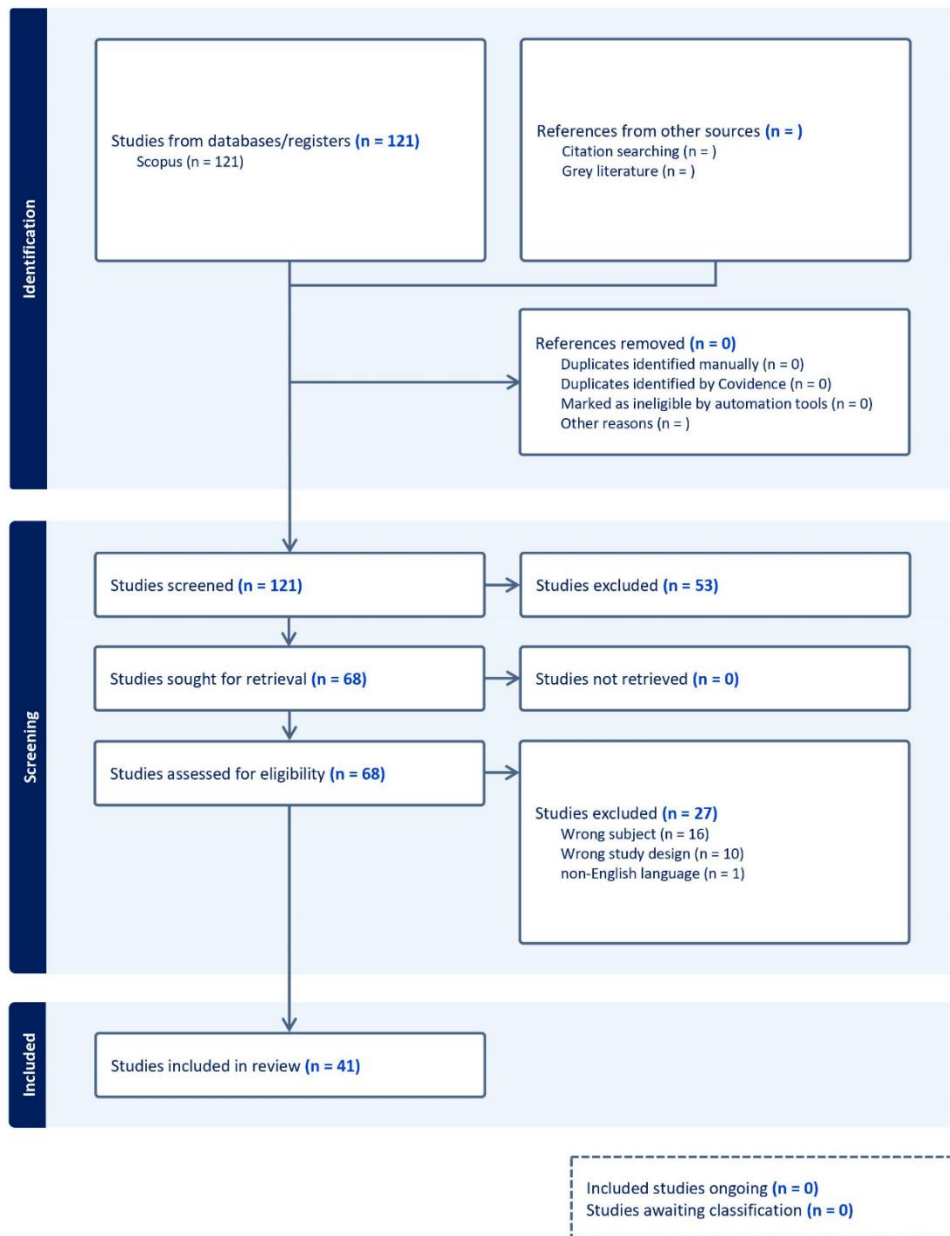 Identification
Studies from databases/registers (n = 121)
Scopus (n = 121)
References from other sources (n = )
Citation searching (n = )
Grey literature (n = )
References removed (n = 0)
Duplicates identified manually (n = 0)
Duplicates identified by Covidence (n = 0)
Marked as ineligible by automation tools (n = 0)
Other reasons (n = )
Screening
Studies screened (n = 121)
Studies excluded (n = 53)
Studies sought for retrieval (n = 68)
Studies not retrieved (n = 0)
Studies assessed for eligibility (n = 68)
Studies excluded (n = 27)
Wrong subject (n = 16)
Wrong study design (n = 10)
non-English language (n = 1)
Included
Studies included in review (n = 41)
Included studies ongoing (n = 0)
Studies awaiting classification (n = 0)